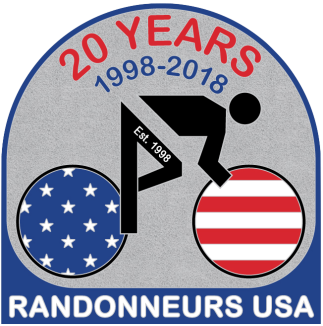 20 YEARS
1998-2018
Est. 1998
RANDONNEURS USA